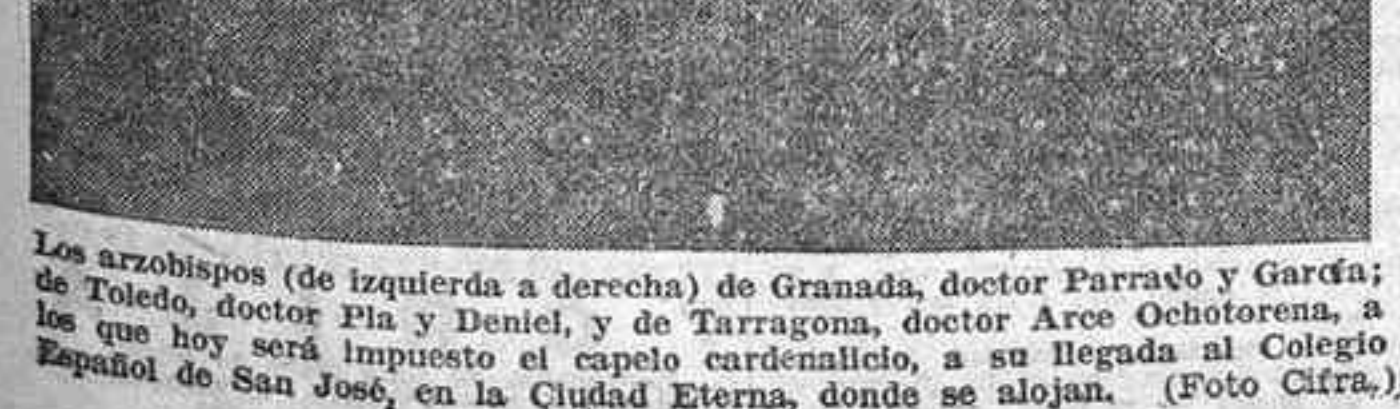 Los arzobispos (de izquierda a derecha) de Granada, doctor Parrado y García;
de Toledo, doctor Pla y Deniel, y de Tarragona, doctor Arce Ochotorena, a
los que hoy será impuesto el capelo cardenalicio, a su llegada al Colegio
Español de San José, en la Ciudad Eterna, donde se alojan. (Foto Cifra.)